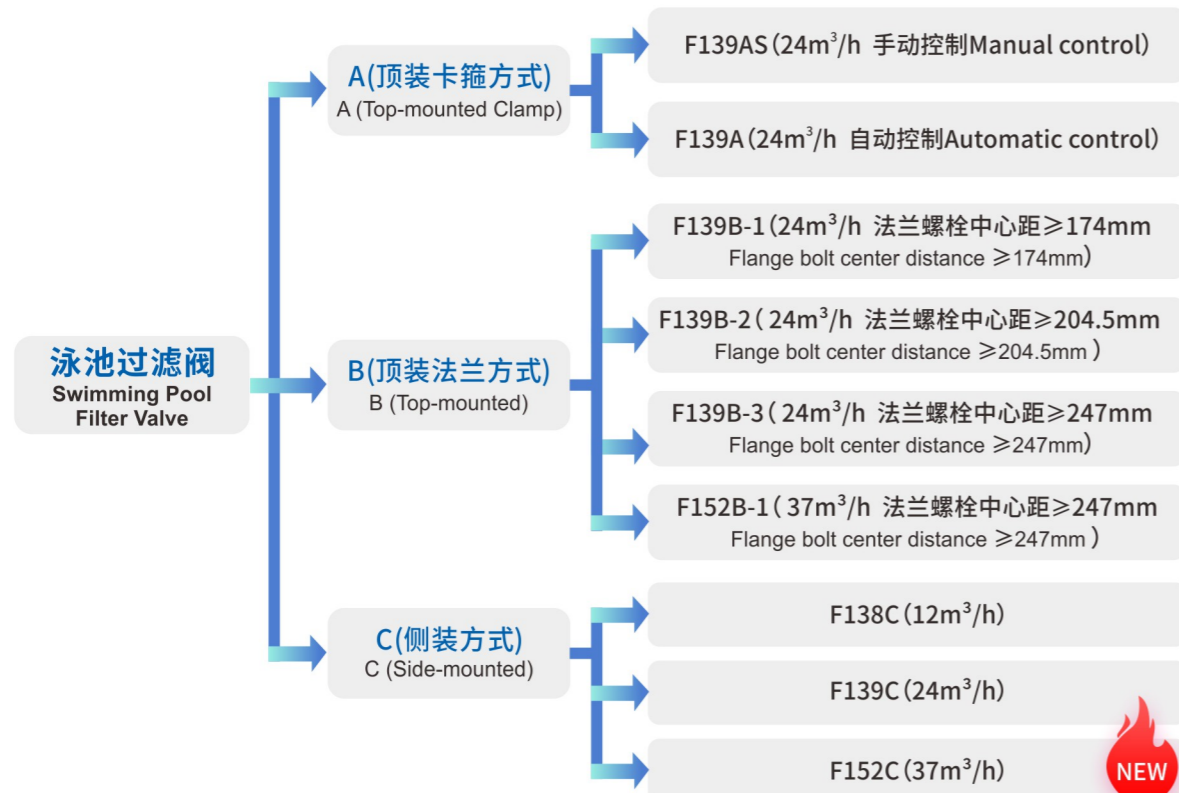 泳池过滤阀
Swimming Pool
Filter Valve
A(顶装卡箍方式)
A (Top-mounted Clamp)
F139AS(24m³/h 手动控制Manual control)
F139A(24m³/h 自动控制Automatic control)
B(顶装法兰方式)
B (Top-mounted)
F139B-1(24m³/h 法兰螺栓中心距≥174mm
Flange bolt center distance ≥174mm)
F139B-2(24m³/h 法兰螺栓中心距≥204.5mm
Flange bolt center distance ≥204.5mm)
F139B-3(24m³/h 法兰螺栓中心距≥247mm
Flange bolt center distance ≥247mm)
F152B-1(37m³/h 法兰螺栓中心距≥247mm
Flange bolt center distance ≥247mm)
C(侧装方式)
C (Side-mounted)
F138C(12m³/h)
F139C(24m³/h)
F152C(37m³/h)
NEW